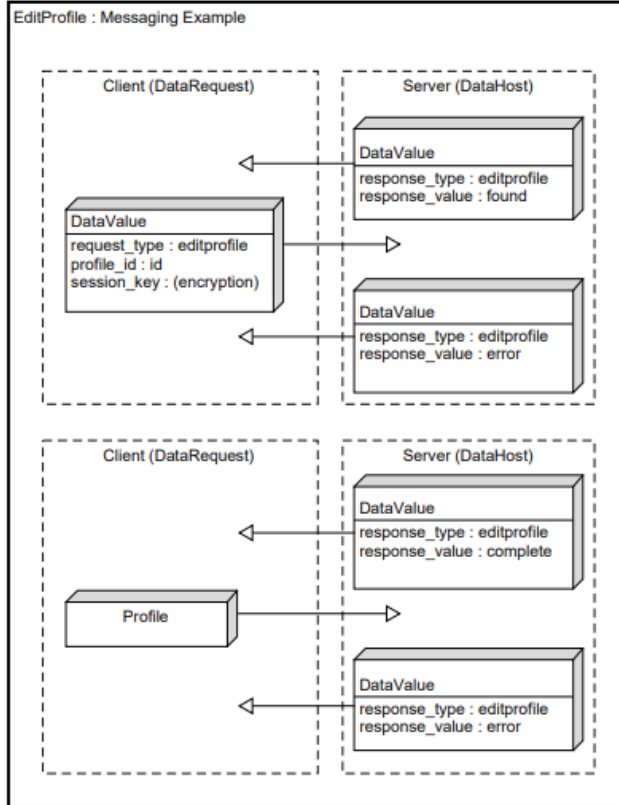 EditProfile : Messaging Example
Client (DataRequest)
Server (DataHost)
DataValue
response_type : editprofile
response_value : found
DataValue
request_type : editprofile
profile_id : id
session_key : (encryption)
DataValue
response_type : editprofile
response_value : error
Client (DataRequest)
Server (DataHost)
DataValue
response_type : editprofile
response_value : complete
Profile
DataValue
response_type : editprofile
response_value : error